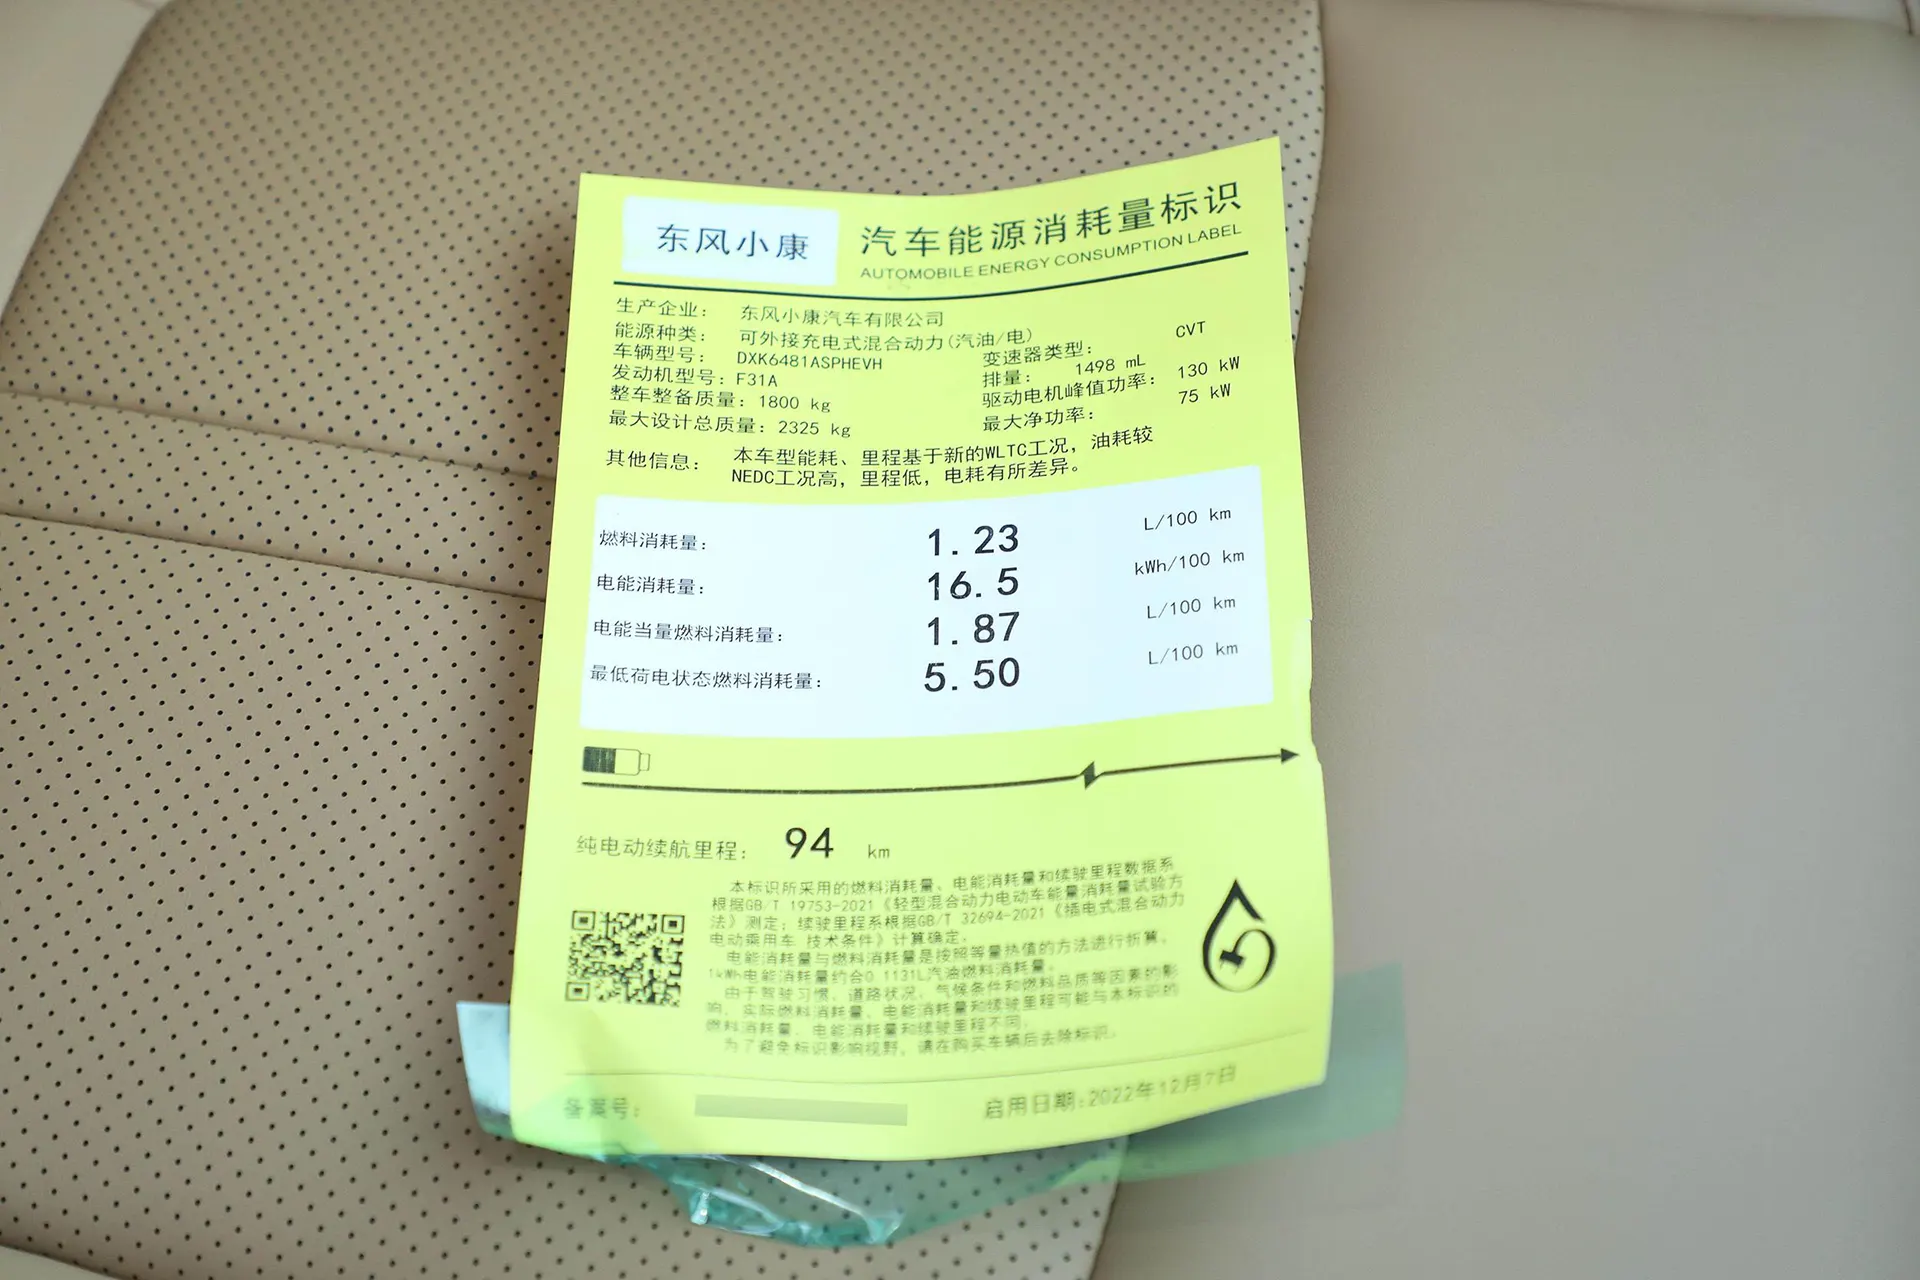 东风小康
汽车能源消耗量标识
AUTOMOBILE ENERGY CONSUMPTION LABEL
生产企业: 东风小康汽车有限公司
能源种类: 可外接充电式混合动力(汽油/电)
车辆型号: DXK6481ASPHEVH
变速器类型: CVT
发动机型号: F31A
排量: 1498 mL
整车整备质量: 1800 kg
驱动电机峰值功率: 130 kW
最大设计总质量: 2325 kg
最大净功率: 75 kW
其他信息: 本车型能耗、里程基于新的WLTC工况，油耗较
NEDC工况高，里程低，电耗有所差异。
燃料消耗量: 1.23 L/100 km
电能消耗量: 16.5 kWh/100 km
电能当量燃料消耗量: 1.87 L/100 km
最低荷电状态燃料消耗量: 5.50 L/100 km
纯电动续航里程: 94 km
本标识所采用的燃料消耗量、电能消耗量和续驶里程数据系
根据GB/T 19753-2021《轻型混合动力电动车能量消耗量试验方
法》测定; 续驶里程系根据GB/T 32694-2021《插电式混合动力
电动乘用车 技术条件》计算确定。
电能消耗量与燃料消耗量是按照等量热值的方法进行折算，
1kWh电能消耗量约合0.1131L汽油燃料消耗量。
由于驾驶习惯、道路状况、气候条件和燃料品质等因素的影
响，实际燃料消耗量、电能消耗量和续驶里程可能与本标识的
燃料消耗量、电能消耗量和续驶里程不同。
为了避免标识影响视野，请在购买车辆后去除标识。
备案号:
启用日期:2022年12月7日